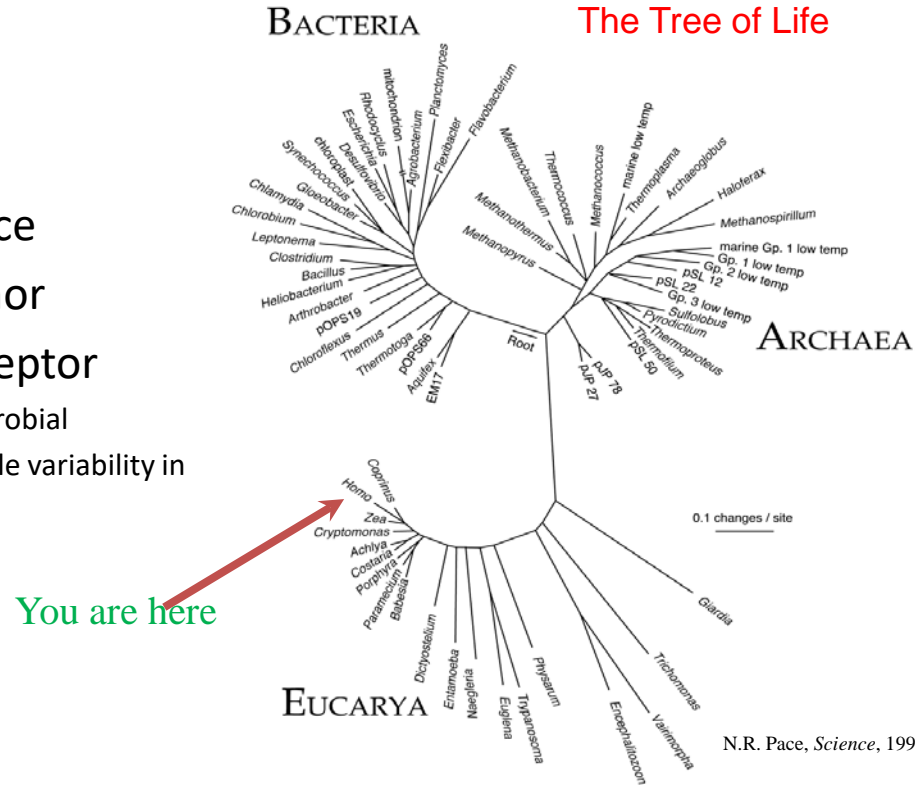 BACTERIA
The Tree of Life
ce
or
eptor
robial
le variability in
Planctomyces
Flavobacterium
mitochondrion
Rhodocyclus
Escherichia
Desulfovibrio
Agrobacterium
Flexibacter
chloroplast
Synechococcus
Gloeobacter
Chlamydia
Chlorobium
Leptonema
Clostridium
Bacillus
Heliobacterium
Arthrobacter
pOPS19
Chloroflexus
Thermus
Thermotoga
pOPS66
Aquifex
EM17
Root
Methanobacterium
Thermococcus
Methanococcus
marine low temp
Thermoplasma
Archaeoglobus
Haloferax
Methanospirillum
Methanothermus
Methanopyrus
marine Gp. 1 low temp
Gp. 1 low temp
Gp. 2 low temp
pSL 12
pSL 22
Gp. 3 low temp
Sulfolobus
Pyrodictium
Thermoproteus
Thermofilum
pSL 50
pJP 78
pJP 27
ARCHAEA
Coprimus
Homo
Zea
Cryptomonas
Achlya
Costaria
Porphyra
Paramecium
Babesia
You are here
0.1 changes / site
Dictyostelium
Entamoeba
Naegleria
Euglena
Trypanosoma
Physarum
Encephalitozoon
Vairimorpha
Trichomonas
Giardia
EUCARYA
N.R. Pace, Science, 199